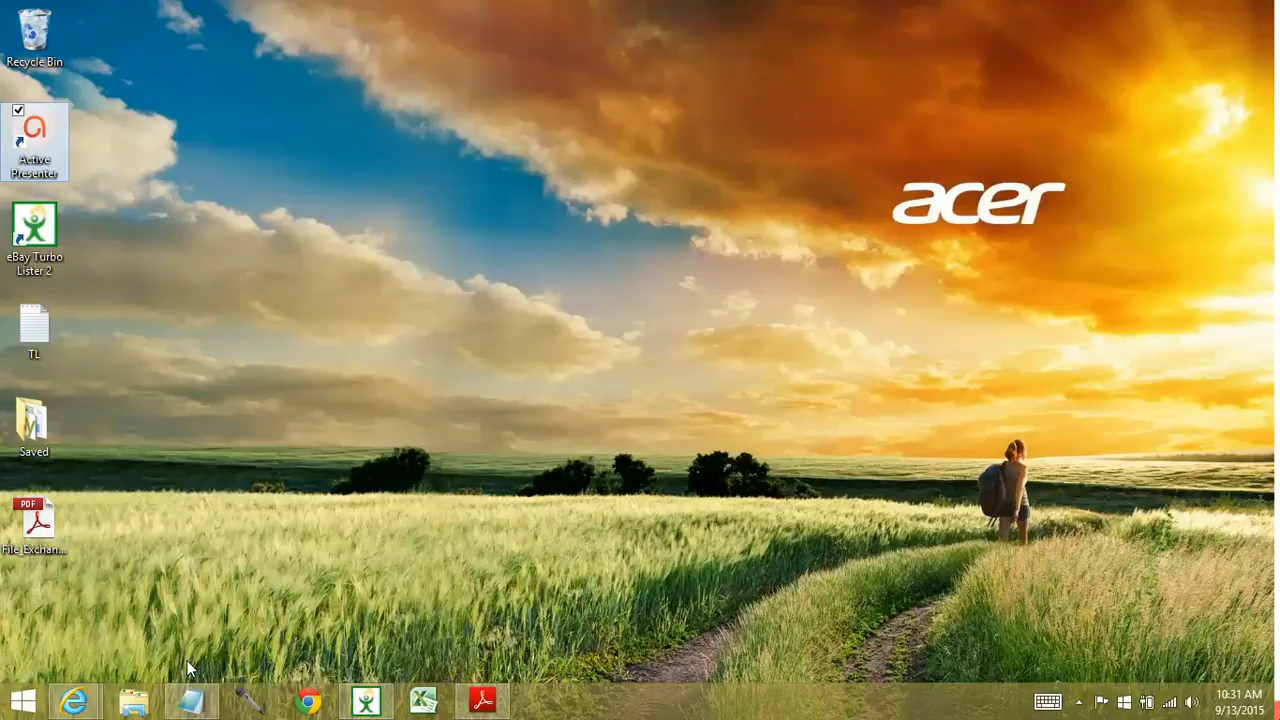 Recycle Bin
Active
Presenter
eBay Turbo
Lister 2
TL
Saved
PDF
File_Exchan...
acer
10:31 AM
9/13/2015